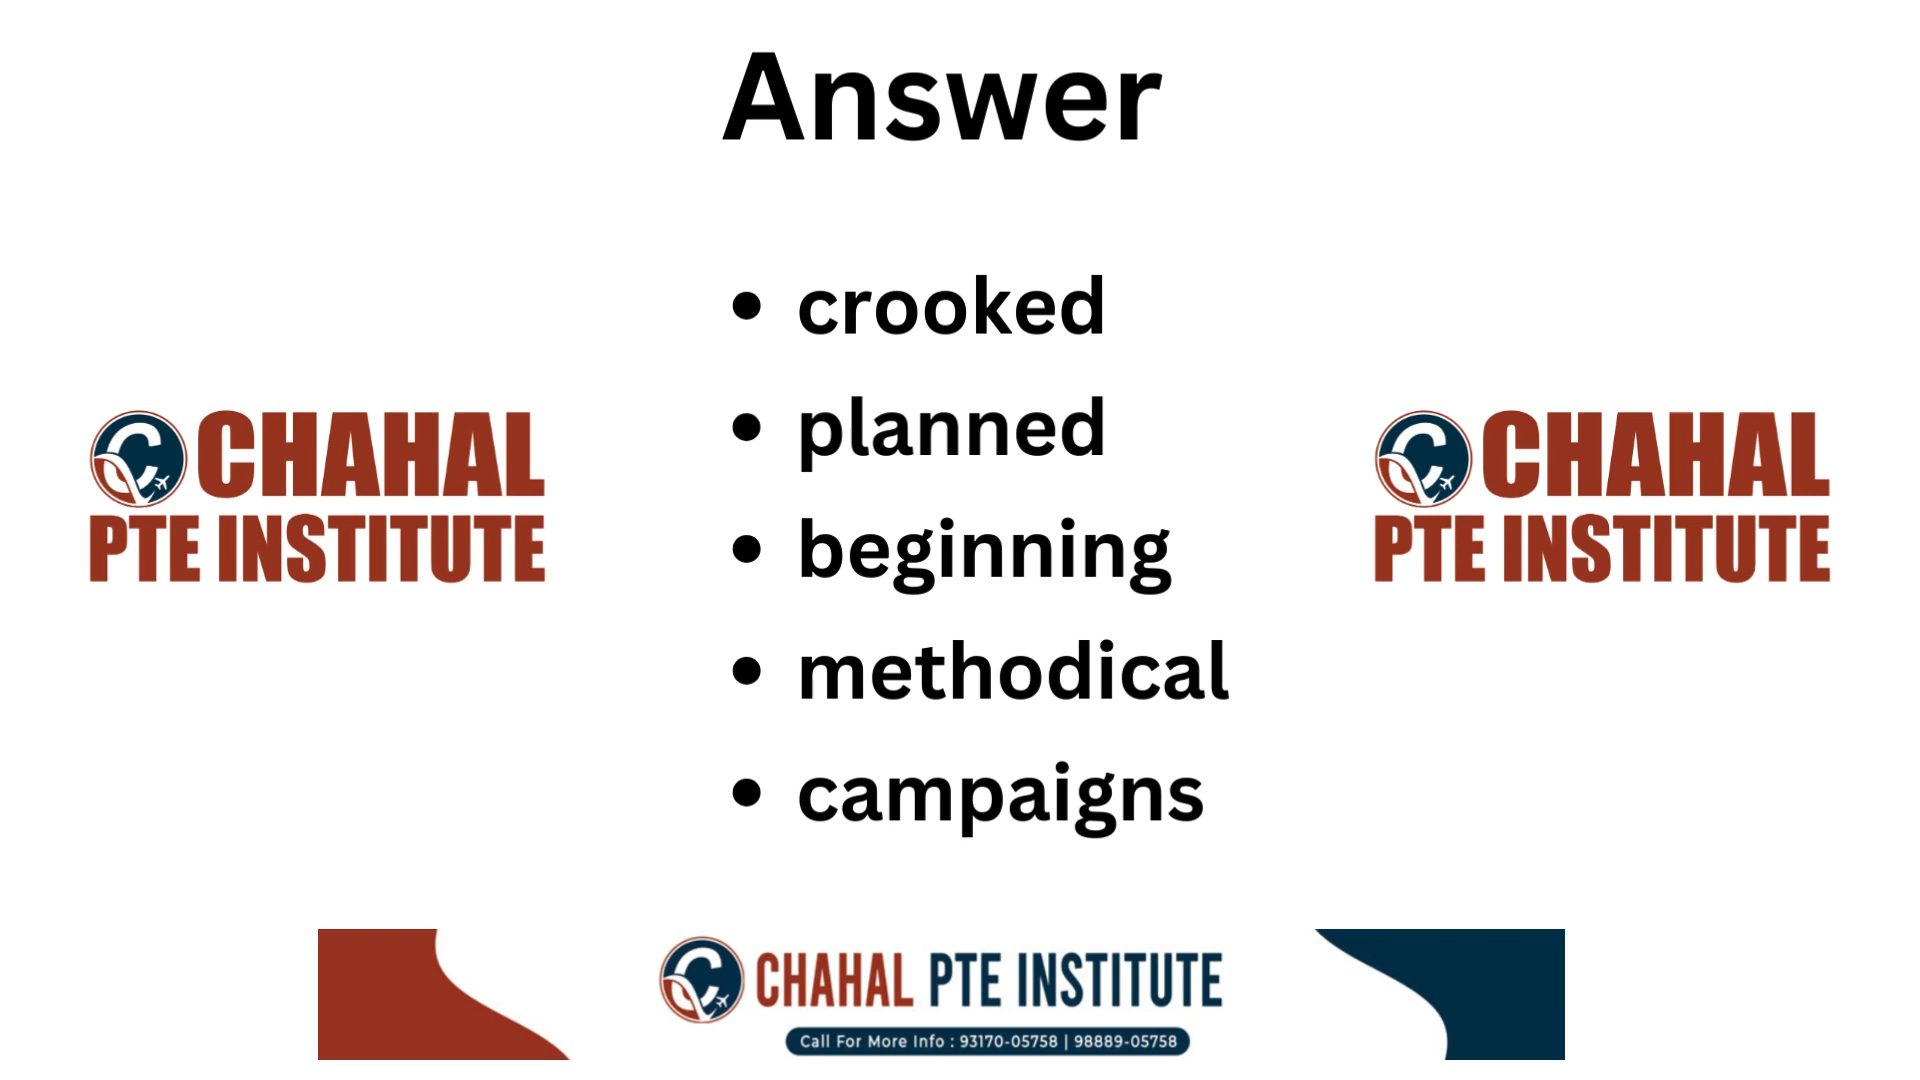 Answer
• crooked
• planned
• beginning
• methodical
• campaigns
CHAHAL
PTE INSTITUTE
CHAHAL
PTE INSTITUTE
CHAHAL PTE INSTITUTE
Call For More Info : 93170-05758 | 98889-05758